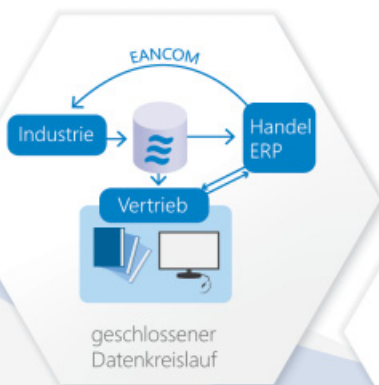 EANCOM
Industrie
Handel
ERP
Vertrieb
geschlossener
Datenkreislauf